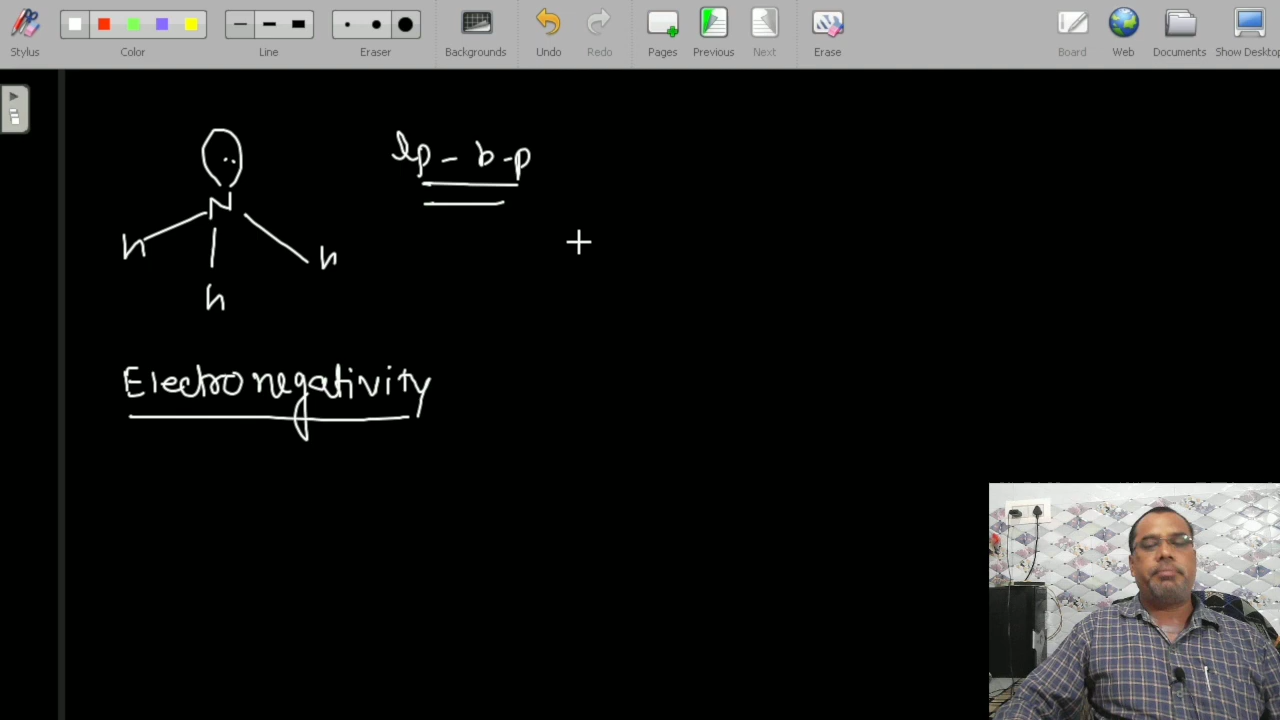 Stylus
Color
Line
Eraser
Backgrounds
Undo
Redo
Pages
Previous
Next
Erase
Board
Web
Documents
Show Desktop
lp - b-p
N
h
h
h
Electronegativity